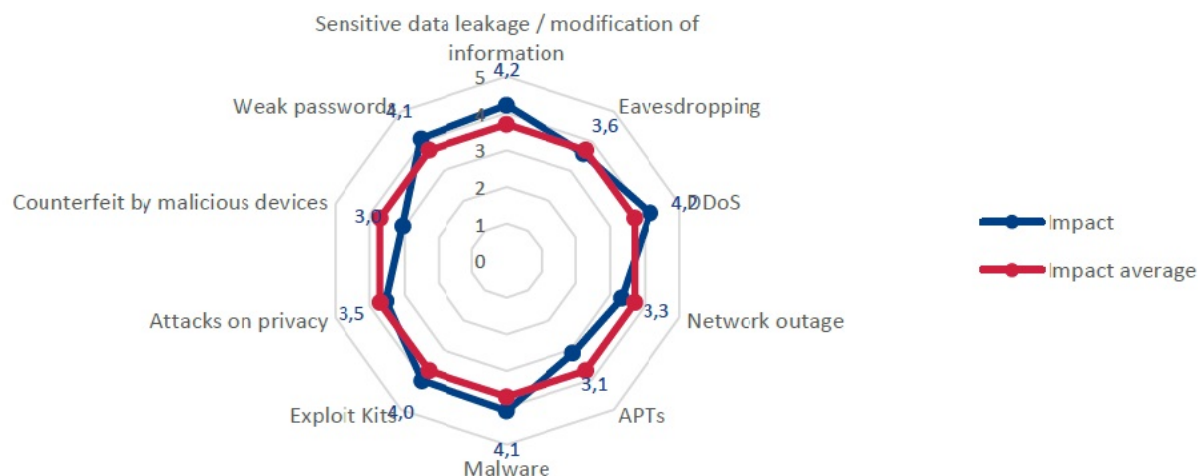 Sensitive data leakage / modification of
information
4,2
5
Weak passwords
4,1
Eavesdropping
3,6
4
3
Counterfeit by malicious devices
3,0
2
4,2
DDoS
1
0
Impact
Impact average
Attacks on privacy
3,5
3,3
Network outage
3,1
Exploit Kits
4,0
APTs
4,1
Malware